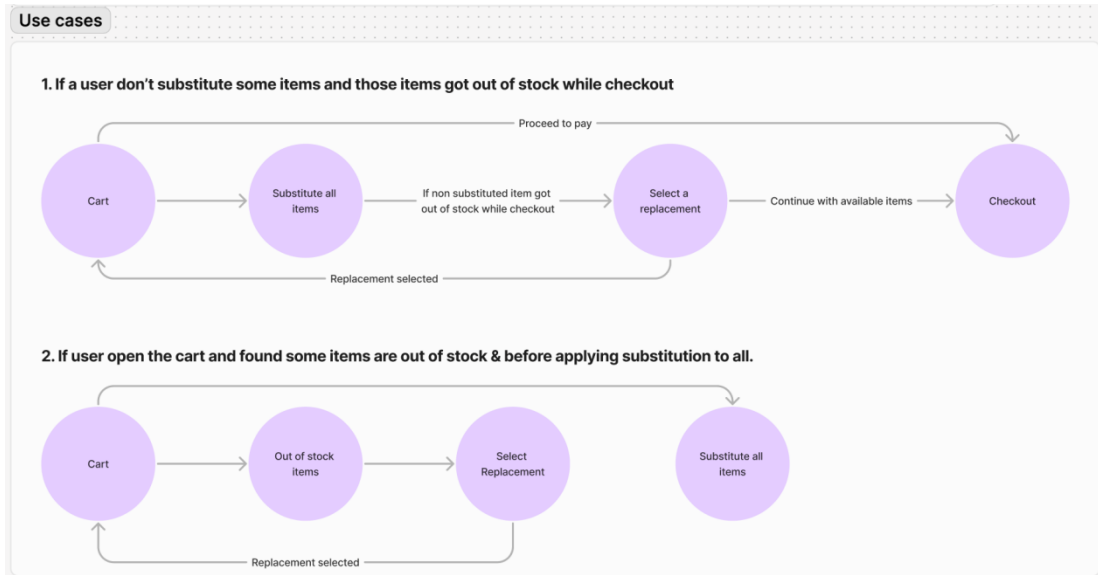 Use cases
1. If a user don’t substitute some items and those items got out of stock while checkout
Proceed to pay
Cart
Substitute all
items
If non substituted item got
out of stock while checkout
Select a
replacement
Continue with available items
Checkout
Replacement selected
2. If user open the cart and found some items are out of stock & before applying substitution to all.
Cart
Out of stock
items
Select
Replacement
Substitute all
items
Replacement selected